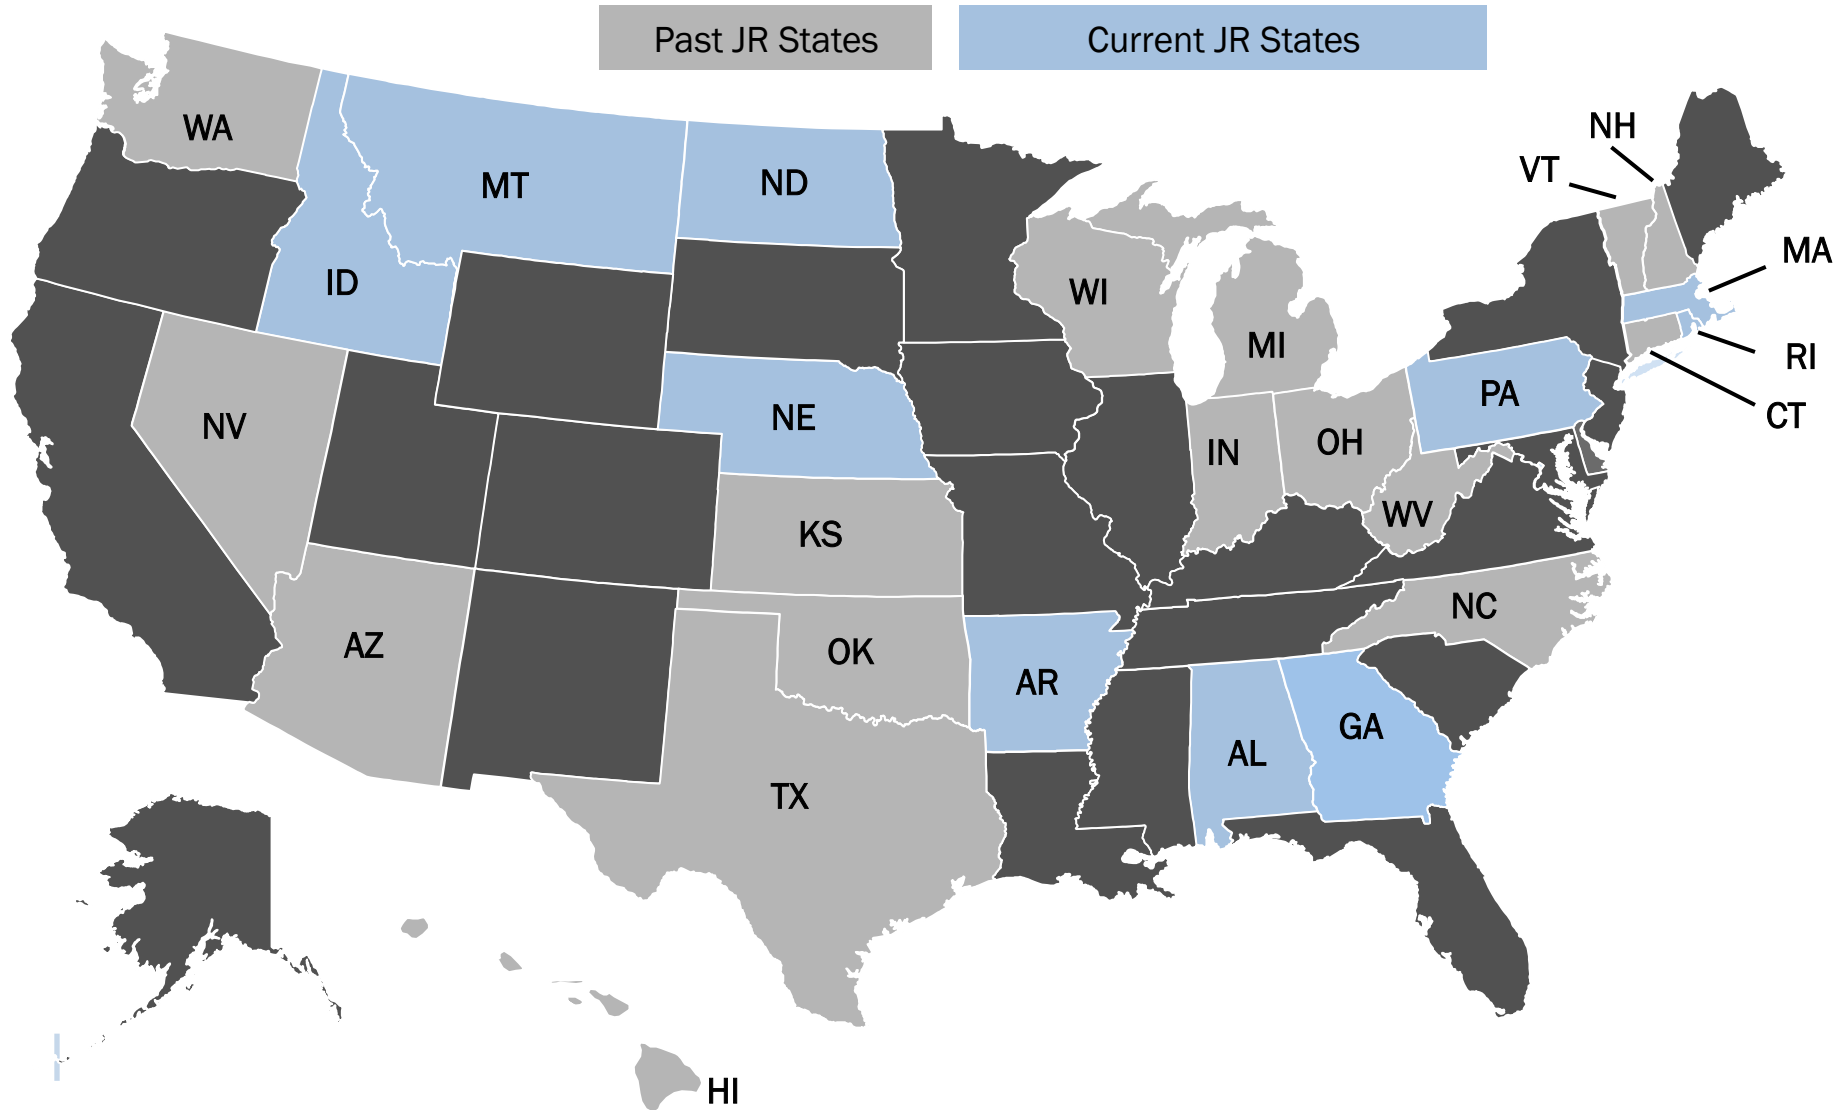 Past JR States
Current JR States
WA
MT
ND
NH
VT
MA
ID
WI
MI
RI
NV
NE
PA
CT
IN
OH
KS
WV
AZ
OK
NC
AR
TX
AL
GA
HI